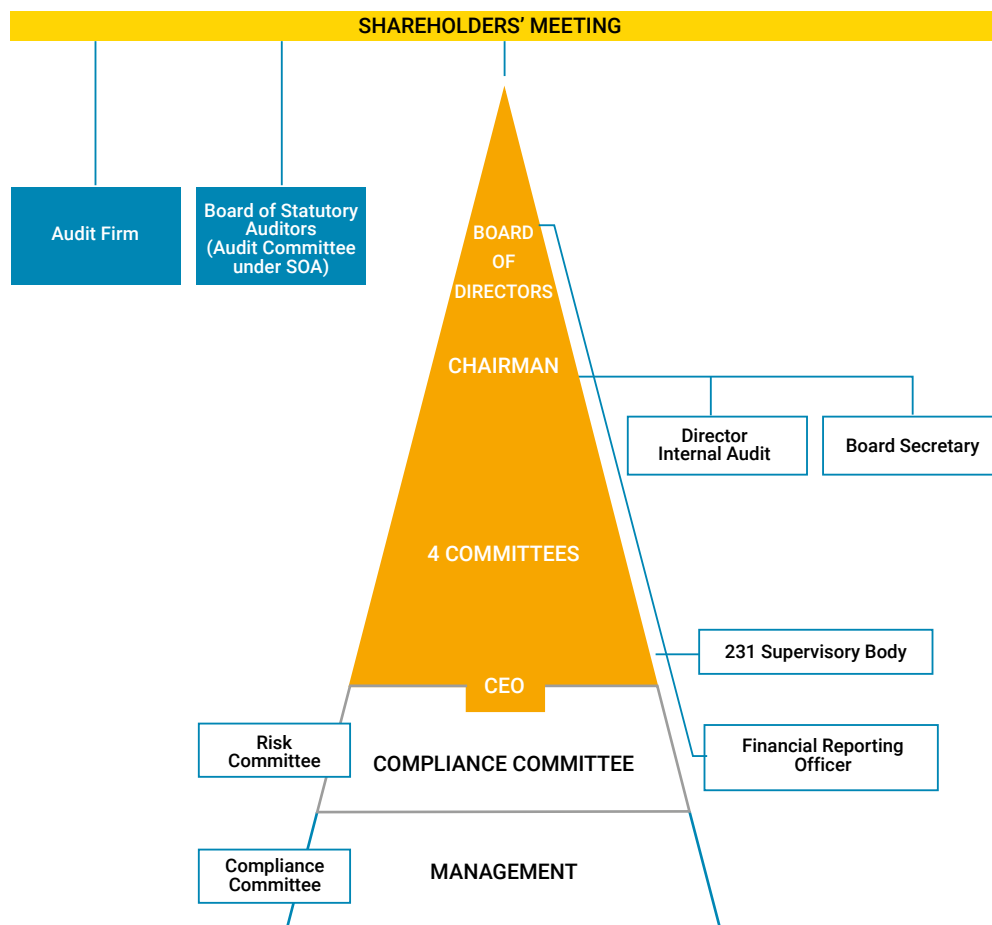 SHAREHOLDERS' MEETING
Audit Firm
Board of Statutory
Auditors
(Audit Committee
under SOA)
BOARD
OF
DIRECTORS
CHAIRMAN
Director
Internal Audit
Board Secretary
4 COMMITTEES
231 Supervisory Body
CEO
Risk
Committee
COMPLIANCE COMMITTEE
Financial Reporting
Officer
Compliance
Committee
MANAGEMENT